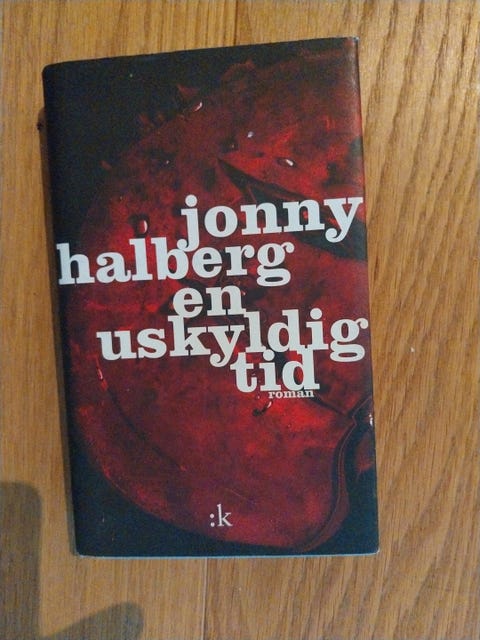 jonny
halberg
en
uskyldig
tid
roman
:k